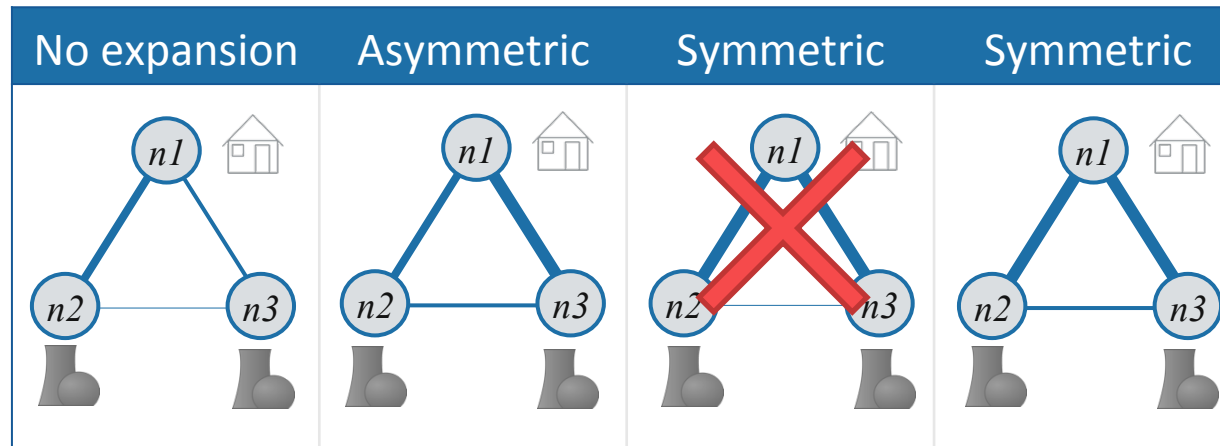 No expansion Asymmetric Symmetric Symmetric
n1 n1 n1 n1
n2 n3 n2 n3 n2 n3 n2 n3